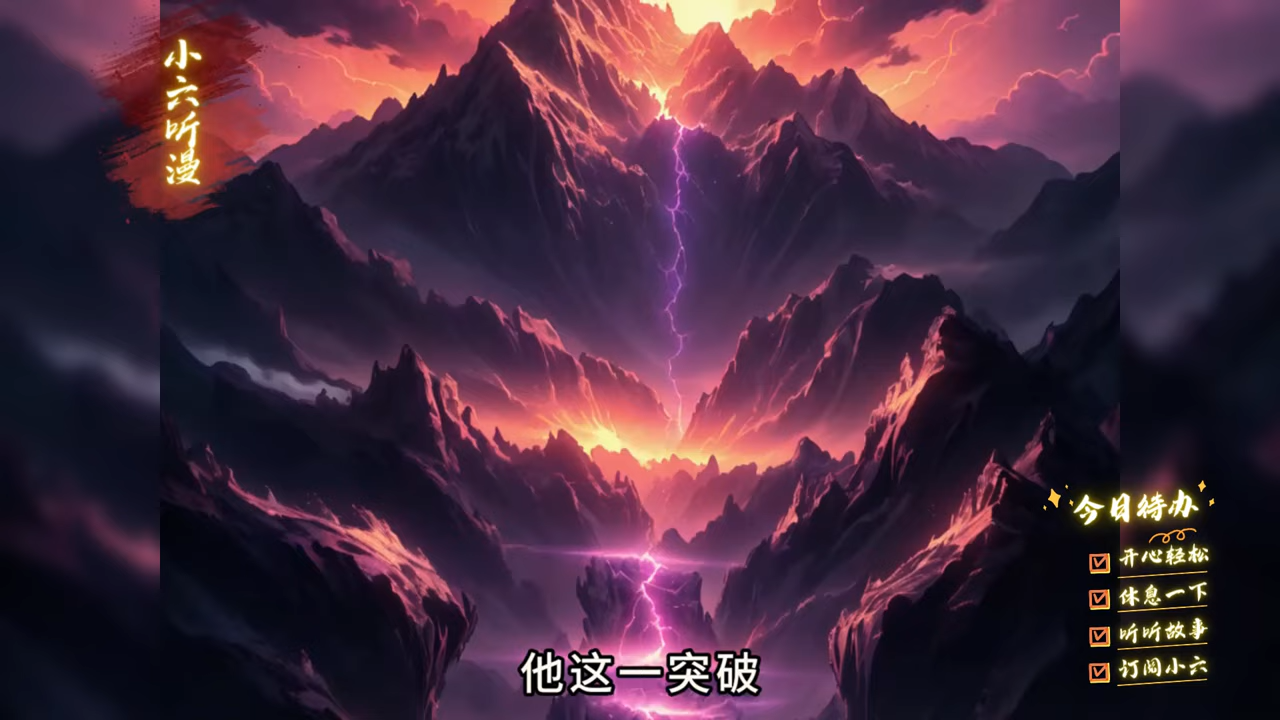 小六听漫
今日待办
开心轻松
休息一下
听听故事
订阅小六
他这一突破